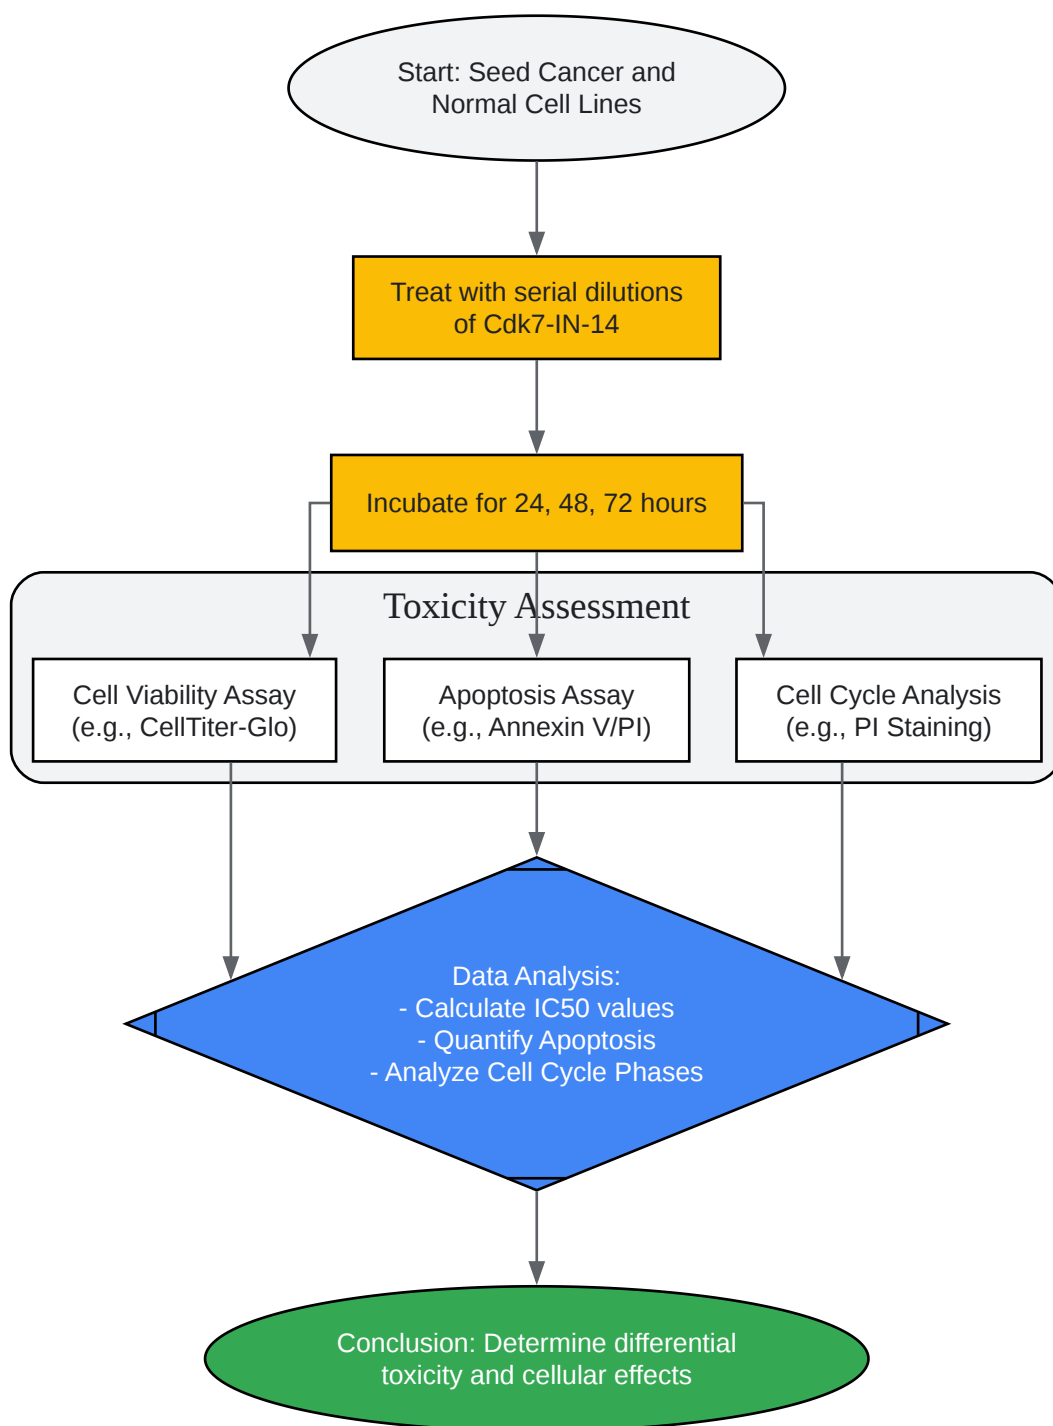 Start: Seed Cancer and
Normal Cell Lines
Treat with serial dilutions
of Cdk7-IN-14
Incubate for 24, 48, 72 hours
Toxicity Assessment
Cell Viability Assay
(e.g., CellTiter-Glo)
Apoptosis Assay
(e.g., Annexin V/PI)
Cell Cycle Analysis
(e.g., PI Staining)
Data Analysis:
- Calculate IC50 values
- Quantify Apoptosis
- Analyze Cell Cycle Phases
Conclusion: Determine differential
toxicity and cellular effects